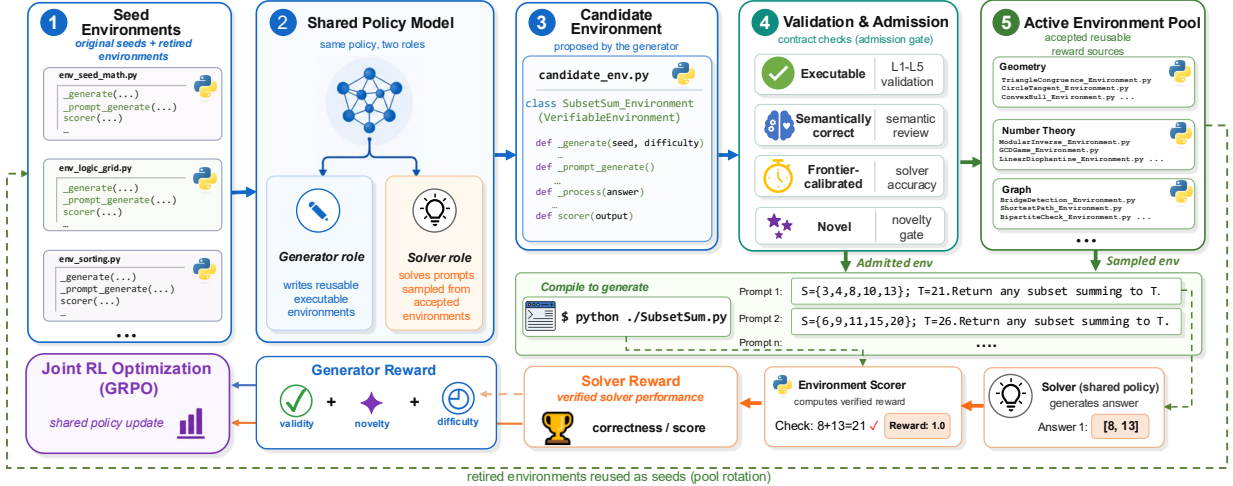 1
Seed
Environments
original seeds + retired
environments
env_seed_math.py
_generate(...)
_prompt_generate(...)
scorer(...)
…
env_logic_grid.py
_generate(...)
_prompt_generate(...)
scorer(...)
…
env_sorting.py
_generate(...)
_prompt_generate(...)
scorer(...)
…
...
2
Shared Policy Model
same policy, two roles
Generator role
writes reusable
executable
environments
Solver role
solves prompts
sampled from
accepted
environments
3
Candidate
Environment
proposed by the generator
candidate_env.py
class SubsetSum_Environment
(VerifiableEnvironment)
def _generate(seed, difficulty)
…
def _prompt_generate()
…
def _process(answer)
…
def scorer(output)
4
Validation & Admission
contract checks (admission gate)
Executable
L1-L5
validation
Semantically
correct
semantic
review
Frontier-
calibrated
solver
accuracy
Novel
novelty
gate
5
Active Environment Pool
accepted reusable
reward sources
Geometry
TriangleCongruence_Environment.py
CircleTangent_Environment.py
ConvexHull_Environment.py ...
Number Theory
ModularInverse_Environment.py
GCDGame_Environment.py
LinearDiophantine_Environment.py ...
Graph
BridgeDetection_Environment.py
ShortestPath_Environment.py
BipartiteCheck_Environment.py ...
...
Admitted env
Sampled env
Compile to generate
$ python ./SubsetSum.py
Prompt 1:
S={3,4,8,10,13}; T=21.Return any subset summing to T.
Prompt 2:
S={6,9,11,15,20}; T=26.Return any subset summing to T.
Prompt n:
....
Joint RL Optimization
(GRPO)
shared policy update
Generator Reward
validity
+
novelty
+
difficulty
Solver Reward
verified solver performance
correctness / score
Environment Scorer
computes verified reward
Check: 8+13=21 ✓
Reward: 1.0
Solver (shared policy)
generates answer
Answer 1:
[8, 13]
retired environments reused as seeds (pool rotation)